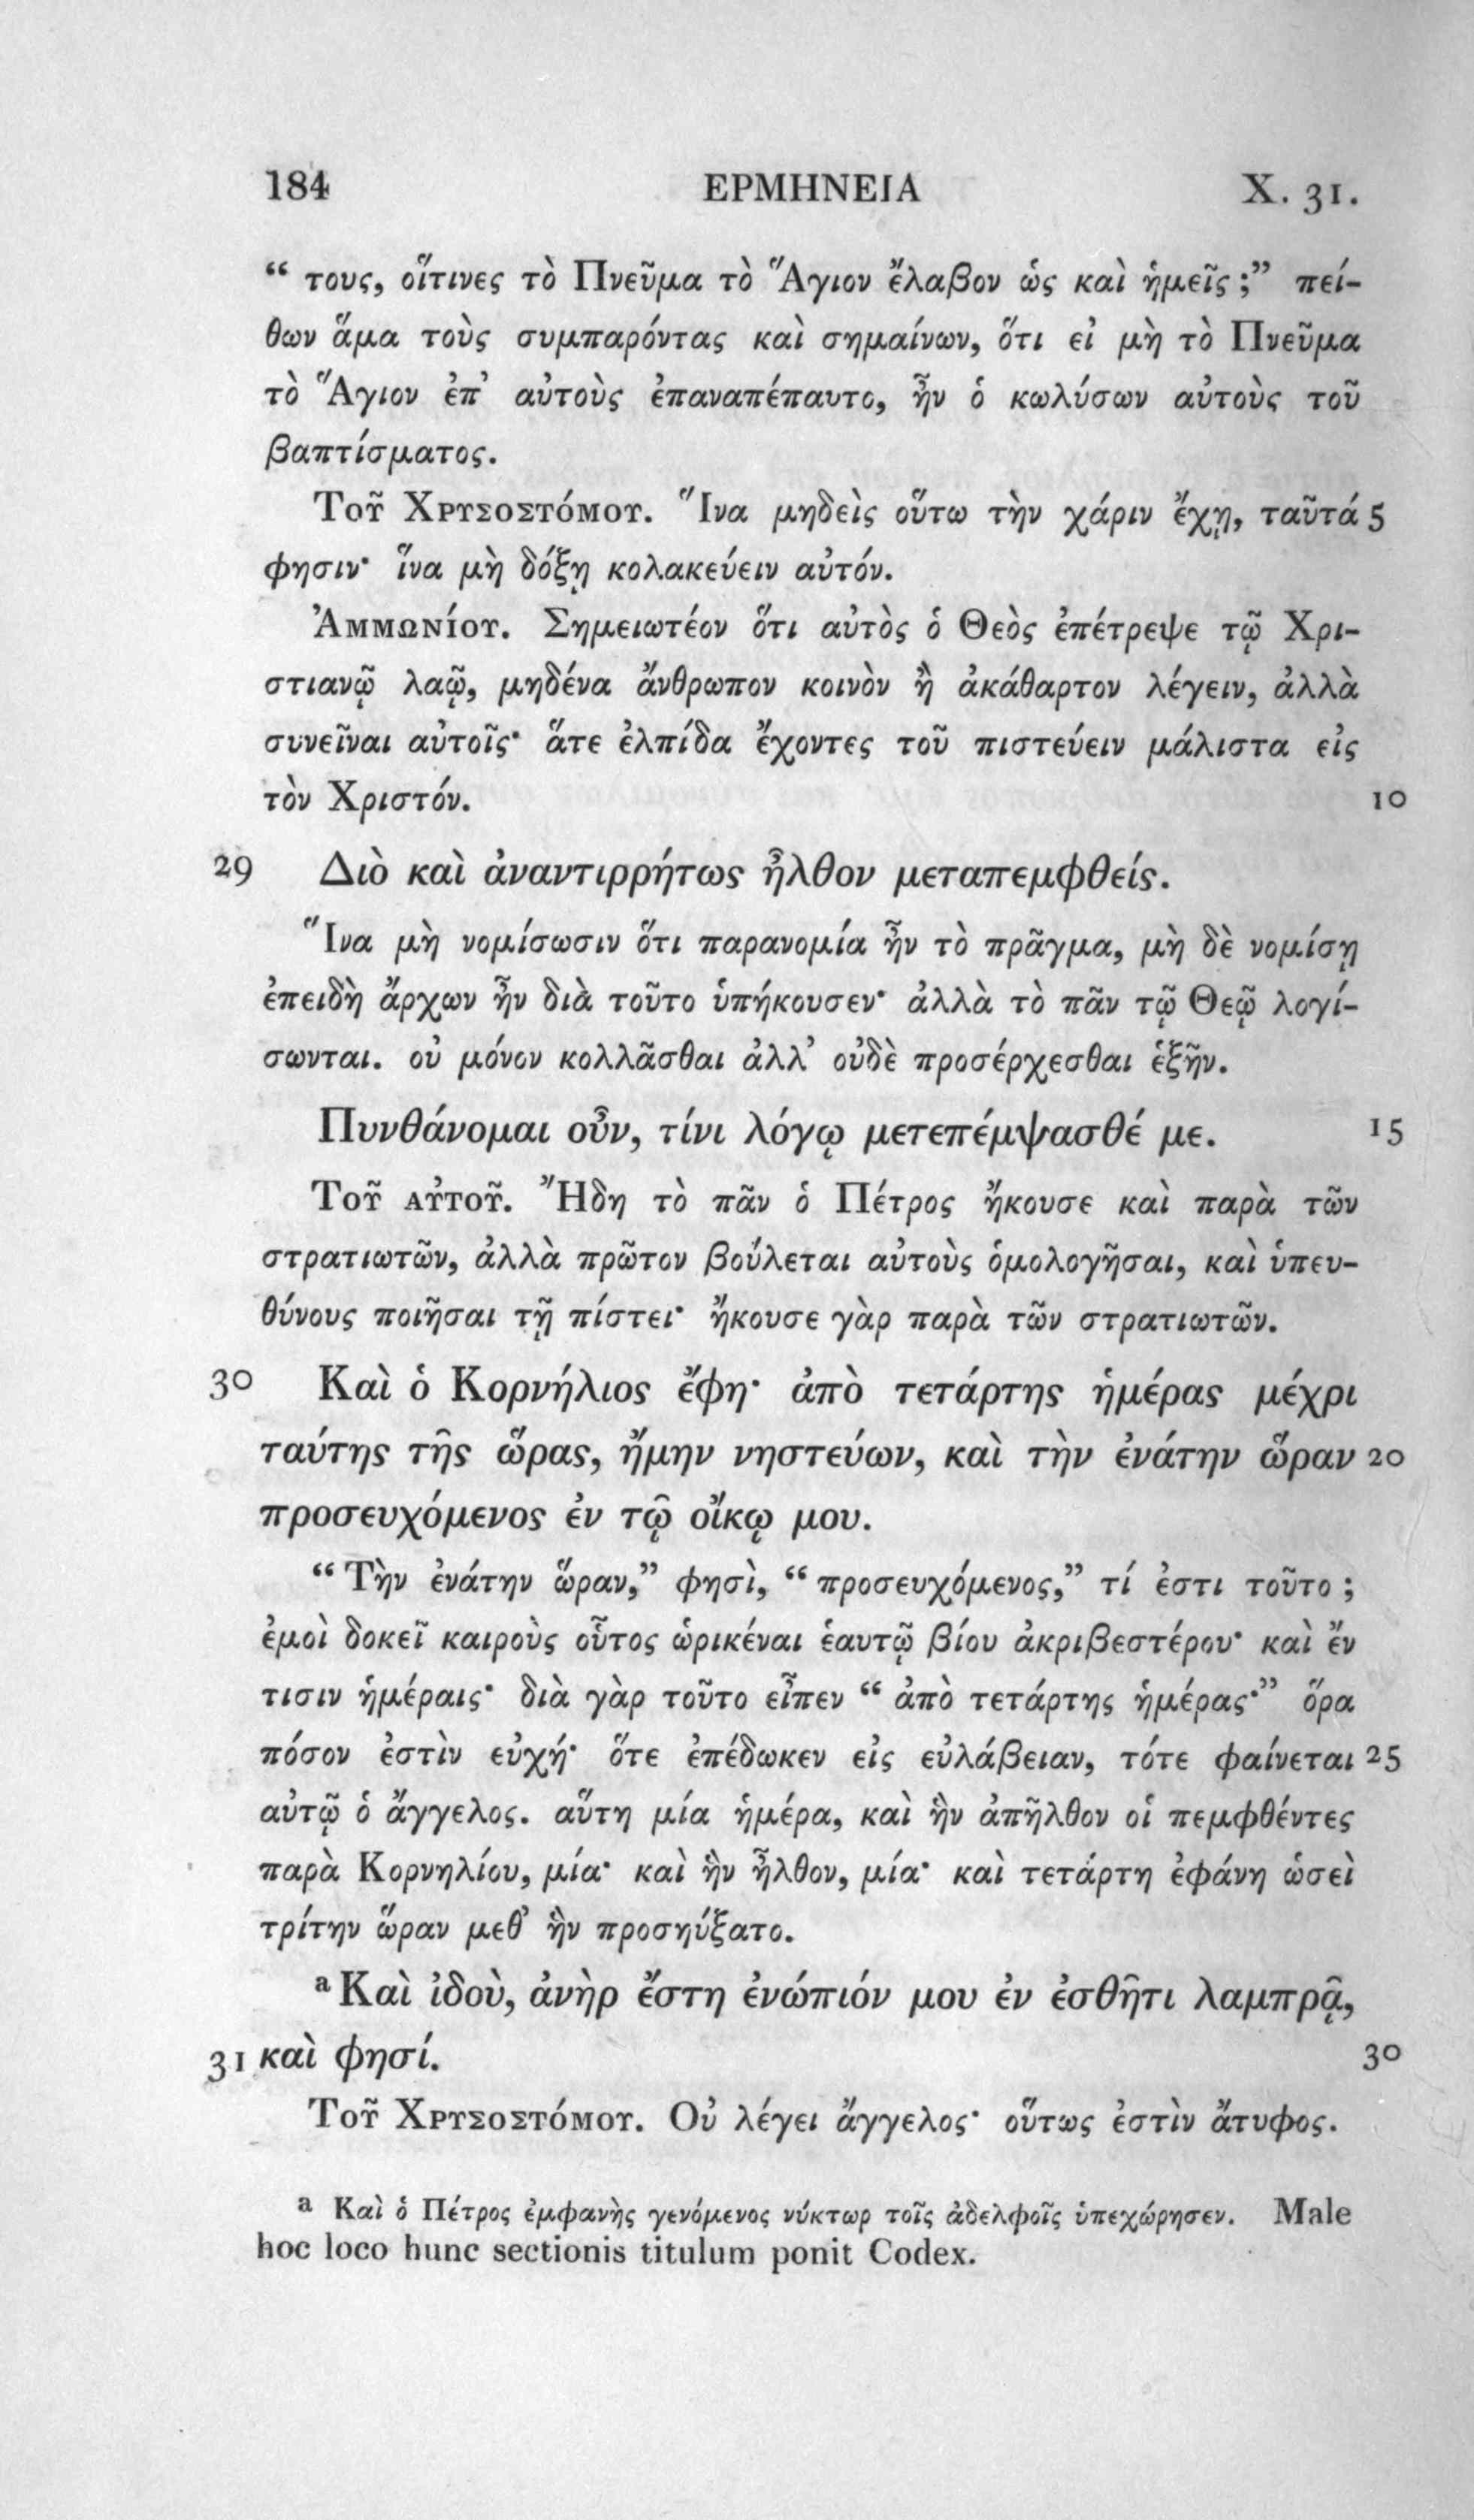 184 ΕΡΜΗΝΕΙΑ X. 31.
“ τους, οἵτινες τὸ Πνεῦμα τὸ Ἅγιον ἔλαβον ὡς καὶ ἡμεῖς ;” πεί-
θων ἅμα τοὺς συμπαρόντας καὶ σημαίνων, ὅτι εἰ μὴ τὸ Πνεῦμα
τὸ Ἅγιον ἐπ’ αὐτοὺς ἐπαναπέπαυτο, ἦν ὁ κωλύσων αὐτοὺς τοῦ
βαπτίσματος.
Τοῦ Χρυσοστόμου. Ἵνα μηδεὶς οὕτω τὴν χάριν ἔχῃ, ταῦτά 5
φησιν· ἵνα μὴ δόξῃ κολακεύειν αὐτόν.
Ἀμμωνίου. Σημειωτέον ὅτι αὐτὸς ὁ Θεὸς ἐπέτρεψε τῷ Χρι-
στιανῷ λαῷ, μηδένα ἄνθρωπον κοινὸν ἢ ἀκάθαρτον λέγειν, ἀλλὰ
συνεῖναι αὐτοῖς· ἅτε ἐλπίδα ἔχοντες τοῦ πιστεύειν μάλιστα εἰς
τὸν Χριστόν. 10
29 Διὸ καὶ ἀναντιρρήτως ἦλθον μεταπεμφθείς.
Ἵνα μὴ νομίσωσιν ὅτι παρανομία ἦν τὸ πρᾶγμα, μὴ δὲ νομίσῃ
ἐπειδὴ ἄρχων ἦν διὰ τοῦτο ὑπήκουσεν· ἀλλὰ τὸ πᾶν τῷ Θεῷ λογί-
σωνται. οὐ μόνον κολλᾶσθαι ἀλλ’ οὐδὲ προσέρχεσθαι ἐξῆν.
Πυνθάνομαι οὖν, τίνι λόγῳ μετεπέμψασθέ με. 15
Τοῦ αὐτοῦ. Ἤδη τὸ πᾶν ὁ Πέτρος ἤκουσε καὶ παρὰ τῶν
στρατιωτῶν, ἀλλὰ πρῶτον βούλεται αὐτοὺς ὁμολογῆσαι, καὶ ὑπευ-
θύνους ποιῆσαι τῇ πίστει· ἤκουσε γὰρ παρὰ τῶν στρατιωτῶν.
30 Καὶ ὁ Κορνήλιος ἔφη· ἀπὸ τετάρτης ἡμέρας μέχρι
ταύτης τῆς ὥρας, ἤμην νηστεύων, καὶ τὴν ἐνάτην ὥραν 20
προσευχόμενος ἐν τῷ οἴκῳ μου.
“ Τὴν ἐνάτην ὥραν,” φησὶ, “ προσευχόμενος,” τί ἐστι τοῦτο ;
ἐμοὶ δοκεῖ καιροὺς οὗτος ὡρικέναι ἑαυτῷ βίου ἀκριβεστέρου· καὶ ἔν
τισιν ἡμέραις· διὰ γὰρ τοῦτο εἶπεν “ ἀπὸ τετάρτης ἡμέρας·” ὅρα
πόσον ἐστὶν εὐχή· ὅτε ἐπέδωκεν εἰς εὐλάβειαν, τότε φαίνεται 25
αὐτῷ ὁ ἄγγελος. αὕτη μία ἡμέρα, καὶ ἣν ἀπῆλθον οἱ πεμφθέντες
παρὰ Κορνηλίου, μία· καὶ ἣν ἦλθον, μία· καὶ τετάρτη ἐφάνη ὡσεὶ
τρίτην ὥραν μεθ’ ἣν προσηύξατο.
a Καὶ ἰδοὺ, ἀνὴρ ἔστη ἐνώπιόν μου ἐν ἐσθῆτι λαμπρᾷ,
31 καὶ φησί. 30
Τοῦ Χρυσοστόμου. Οὐ λέγει ἄγγελος· οὕτως ἐστὶν ἄτυφος.
a Καὶ ὁ Πέτρος ἐμφανὴς γενόμενος νύκτωρ τοῖς ἀδελφοῖς ὑπεχώρησεν. Male
hoc loco hunc sectionis titulum ponit Codex.